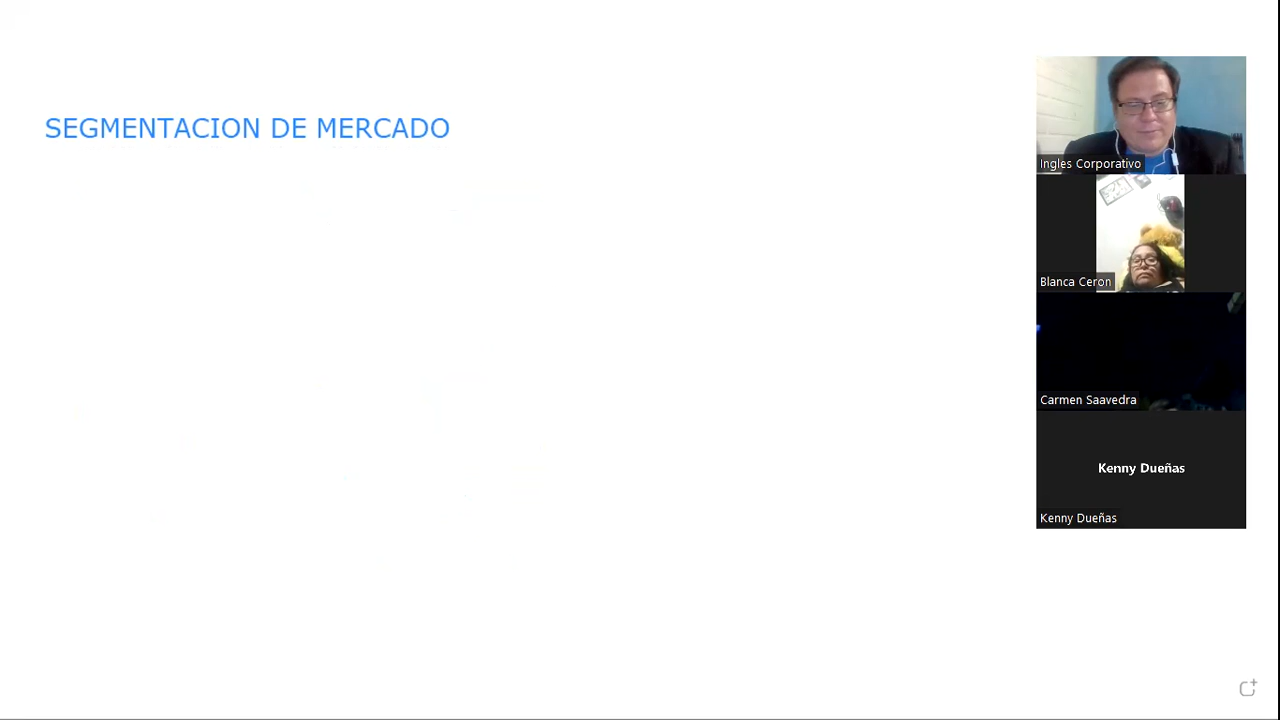 SEGMENTACION DE MERCADO
Ingles Corporativo
Blanca Ceron
Carmen Saavedra
Kenny Dueñas
Kenny Dueñas